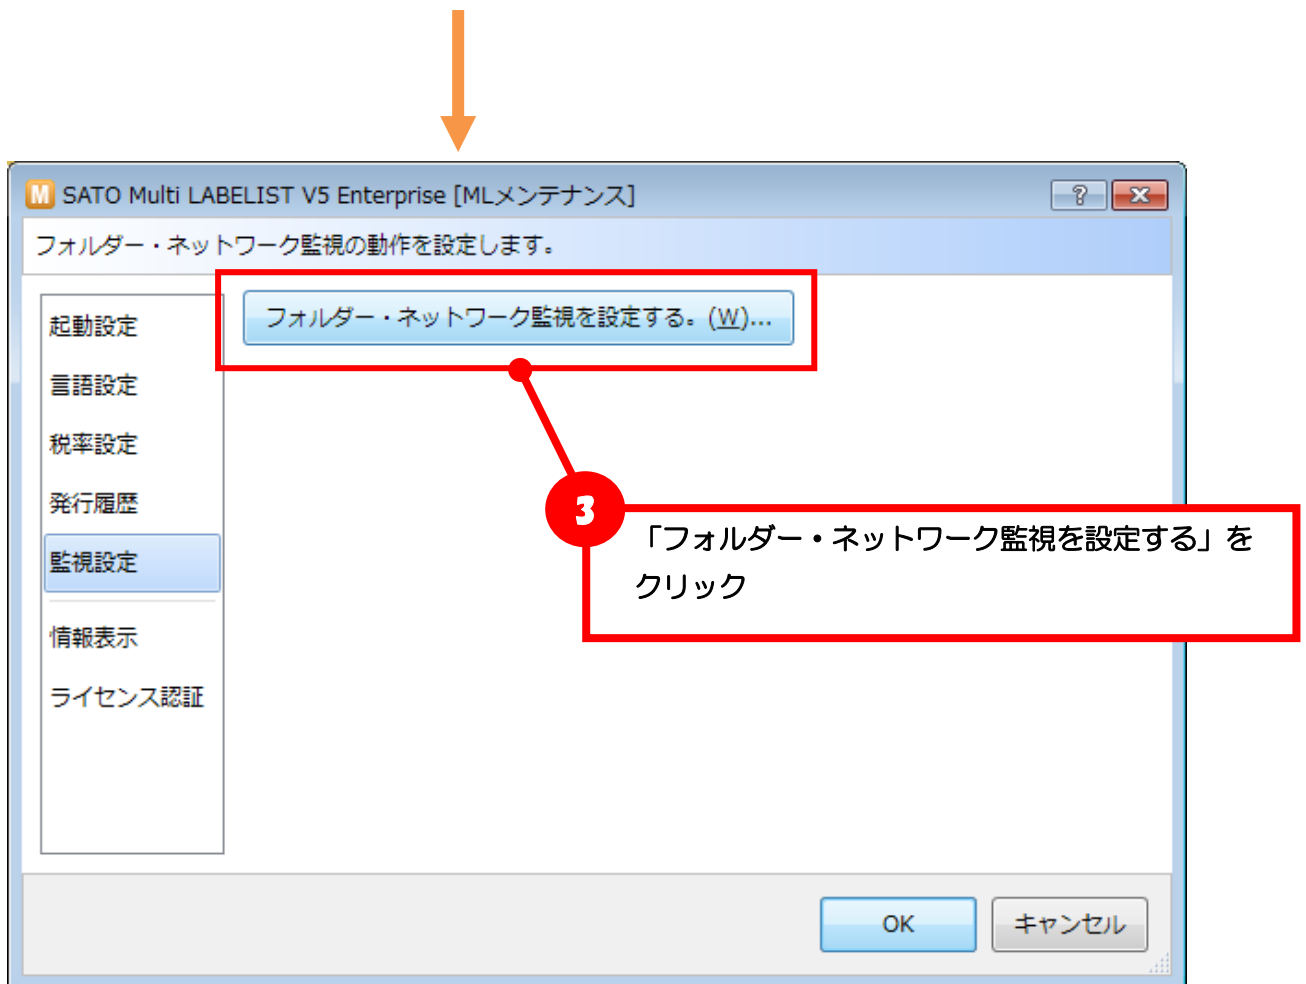 M SATO Multi LABELIST V5 Enterprise [MLメンテナンス]
フォルダー・ネットワーク監視の動作を設定します。
フォルダー・ネットワーク監視を設定する。(W)...
起動設定
言語設定
税率設定
発行履歴
監視設定
情報表示
ライセンス認証
3
「フォルダー・ネットワーク監視を設定する」を
クリック
OK
キャンセル